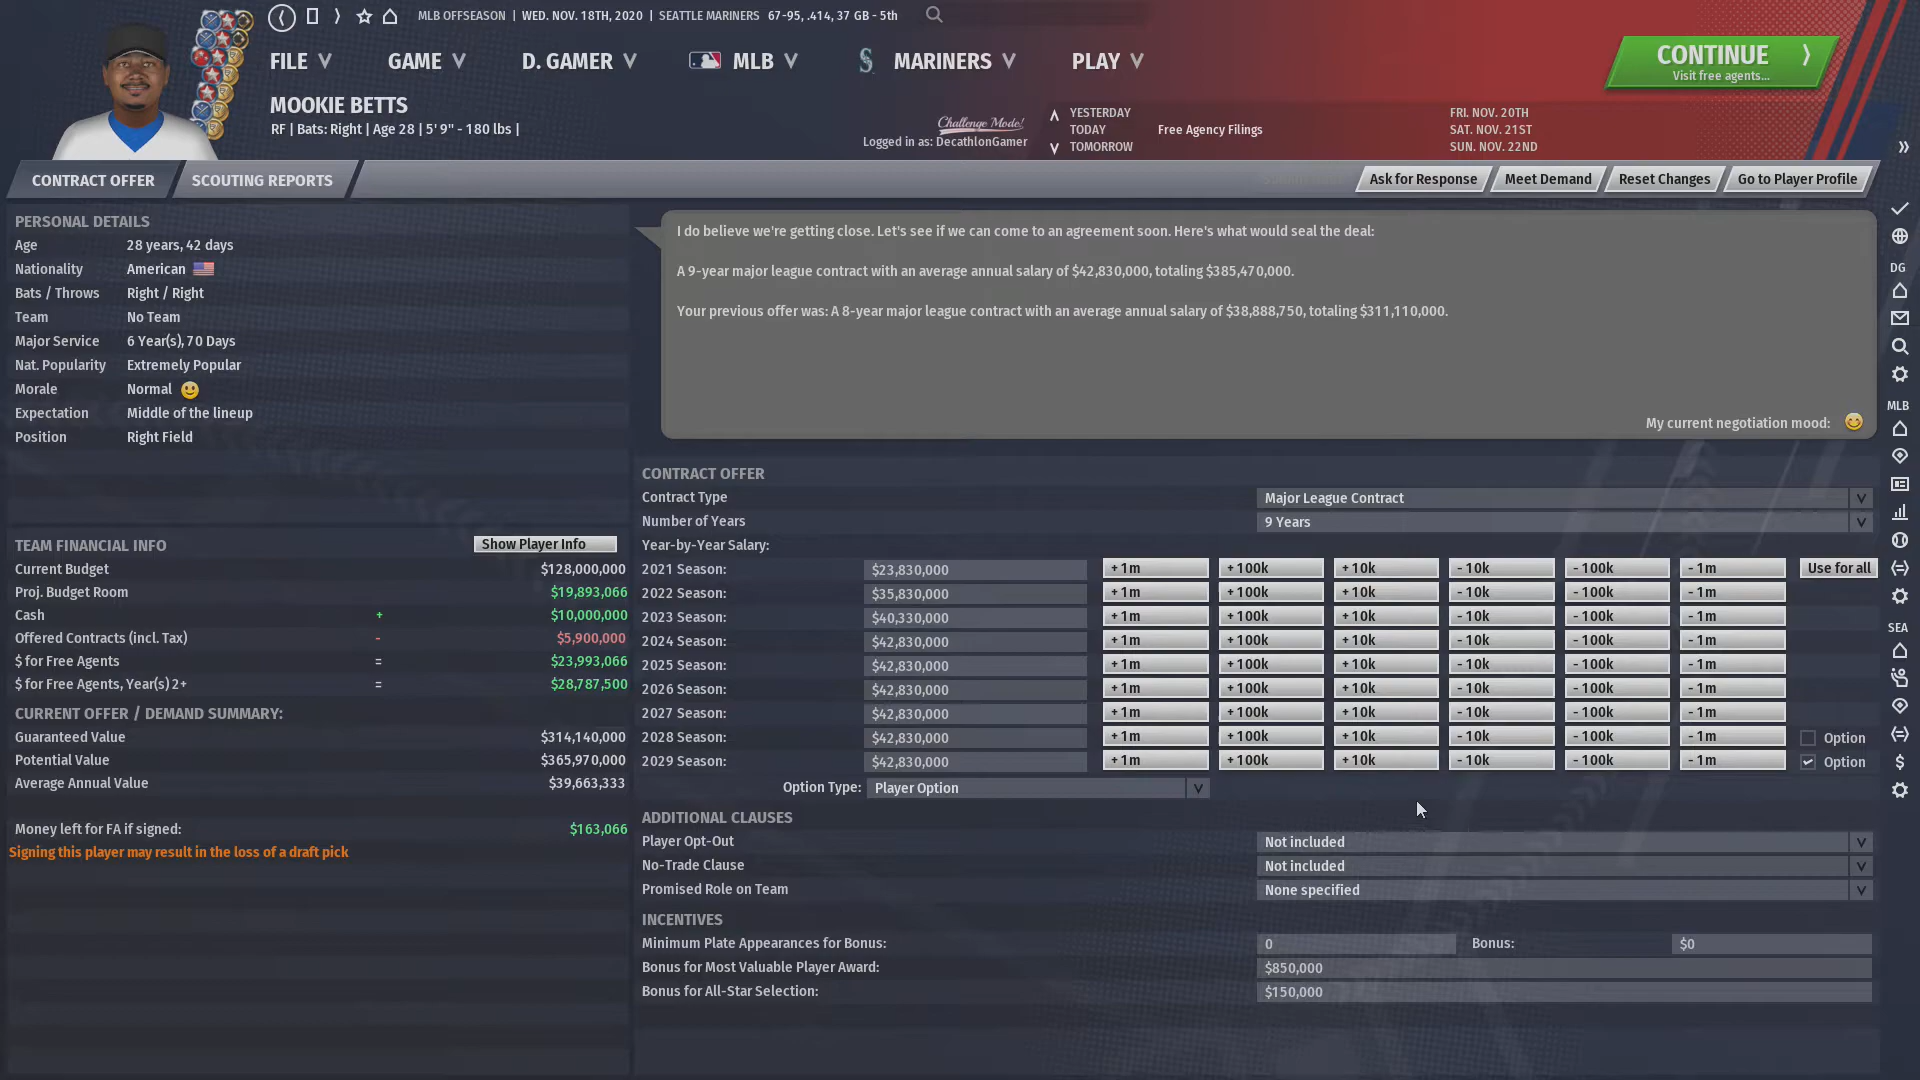 MLB OFFSEASON | WED. NOV. 18TH, 2020 | SEATTLE MARINERS 67-95, .414, 37 GB - 5th
FILE GAME D. GAMER MLB MARINERS PLAY
CONTINUE
Visit free agents...
MOOKIE BETTS
RF | Bats: Right | Age 28 | 5' 9" - 180 lbs |
Challenge Mode!
Logged in as: DecathlonGamer
YESTERDAY
TODAY Free Agency Filings
TOMORROW
FRI. NOV. 20TH
SAT. NOV. 21ST
SUN. NOV. 22ND
CONTRACT OFFER SCOUTING REPORTS Ask for Response Meet Demand Reset Changes Go to Player Profile
PERSONAL DETAILS
Age 28 years, 42 days
Nationality American
Bats / Throws Right / Right
Team No Team
Major Service 6 Year(s), 70 Days
Nat. Popularity Extremely Popular
Morale Normal
Expectation Middle of the lineup
Position Right Field
I do believe we're getting close. Let's see if we can come to an agreement soon. Here's what would seal the deal:
A 9-year major league contract with an average annual salary of $42,830,000, totaling $385,470,000.
Your previous offer was: A 8-year major league contract with an average annual salary of $38,888,750, totaling $311,110,000.
My current negotiation mood:
TEAM FINANCIAL INFO Show Player Info
Current Budget $128,000,000
Proj. Budget Room $19,893,066
Cash + $10,000,000
Offered Contracts (incl. Tax) - $5,900,000
$ for Free Agents = $23,993,066
$ for Free Agents, Year(s) 2+ = $28,787,500
CURRENT OFFER / DEMAND SUMMARY:
Guaranteed Value $314,140,000
Potential Value $365,970,000
Average Annual Value $39,663,333
Money left for FA if signed: $163,066
Signing this player may result in the loss of a draft pick
CONTRACT OFFER
Contract Type Major League Contract
Number of Years 9 Years
Year-by-Year Salary:
2021 Season: $23,830,000 + 1m + 100k + 10k - 10k - 100k - 1m Use for all
2022 Season: $35,830,000 + 1m + 100k + 10k - 10k - 100k - 1m
2023 Season: $40,330,000 + 1m + 100k + 10k - 10k - 100k - 1m
2024 Season: $42,830,000 + 1m + 100k + 10k - 10k - 100k - 1m
2025 Season: $42,830,000 + 1m + 100k + 10k - 10k - 100k - 1m
2026 Season: $42,830,000 + 1m + 100k + 10k - 10k - 100k - 1m
2027 Season: $42,830,000 + 1m + 100k + 10k - 10k - 100k - 1m
2028 Season: $42,830,000 + 1m + 100k + 10k - 10k - 100k - 1m Option
2029 Season: $42,830,000 + 1m + 100k + 10k - 10k - 100k - 1m Option
Option Type: Player Option
ADDITIONAL CLAUSES
Player Opt-Out Not included
No-Trade Clause Not included
Promised Role on Team None specified
INCENTIVES
Minimum Plate Appearances for Bonus: 0 Bonus: $0
Bonus for Most Valuable Player Award: $850,000
Bonus for All-Star Selection: $150,000
DG
MLB
SEA